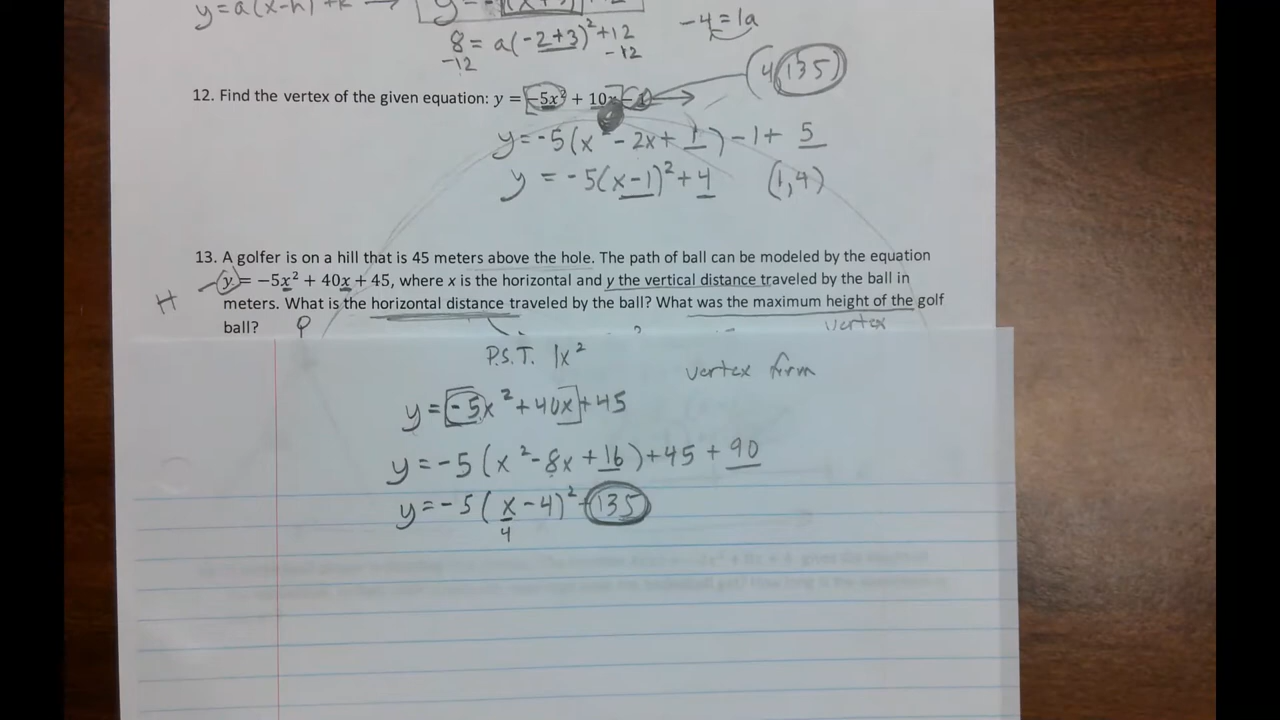 y=a(x-h)²+k →
-4=1a
8 = a(-2+3)²+12
-12 -12
(4,135)
12. Find the vertex of the given equation: y = -5x² + 10x - 1
y=-5(x² - 2x + 1) - 1 + 5
y = -5(x-1)² + 4 (1,4)
13. A golfer is on a hill that is 45 meters above the hole. The path of ball can be modeled by the equation
y = −5x² + 40x + 45, where x is the horizontal and y the vertical distance traveled by the ball in
H meters. What is the horizontal distance traveled by the ball? What was the maximum height of the golf
ball? vertex
P.S.T. 1x² vertex form
y = -5x² + 40x + 45
y = -5(x² - 8x + 16) + 45 + 90
y = -5(x - 4)² + 135
4